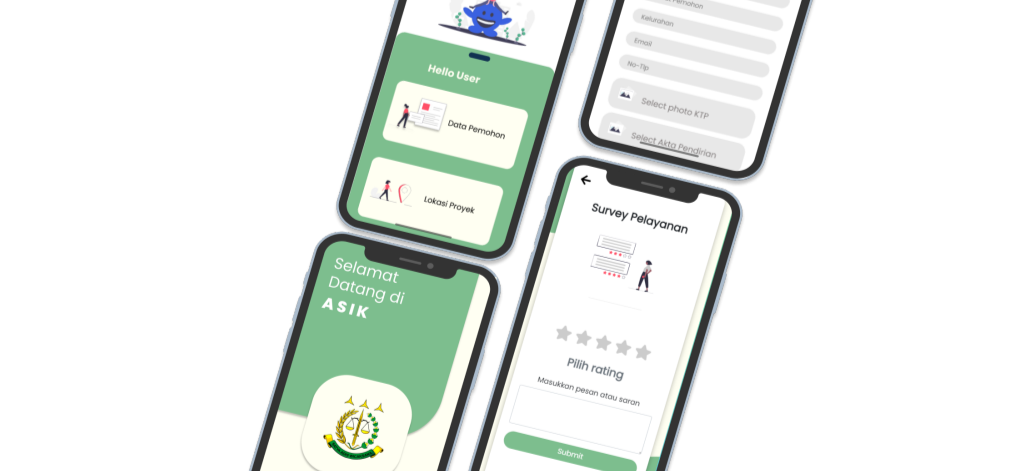 Hello User
Data Pemohon
Lokasi Proyek
Pemohon
Kelurahan
Email
No-Tlp
Select photo KTP
Select Akta Pendirian
Selamat
Datang di
ASIK
Survey Pelayanan
Pilih rating
Masukkan pesan atau saran
Submit